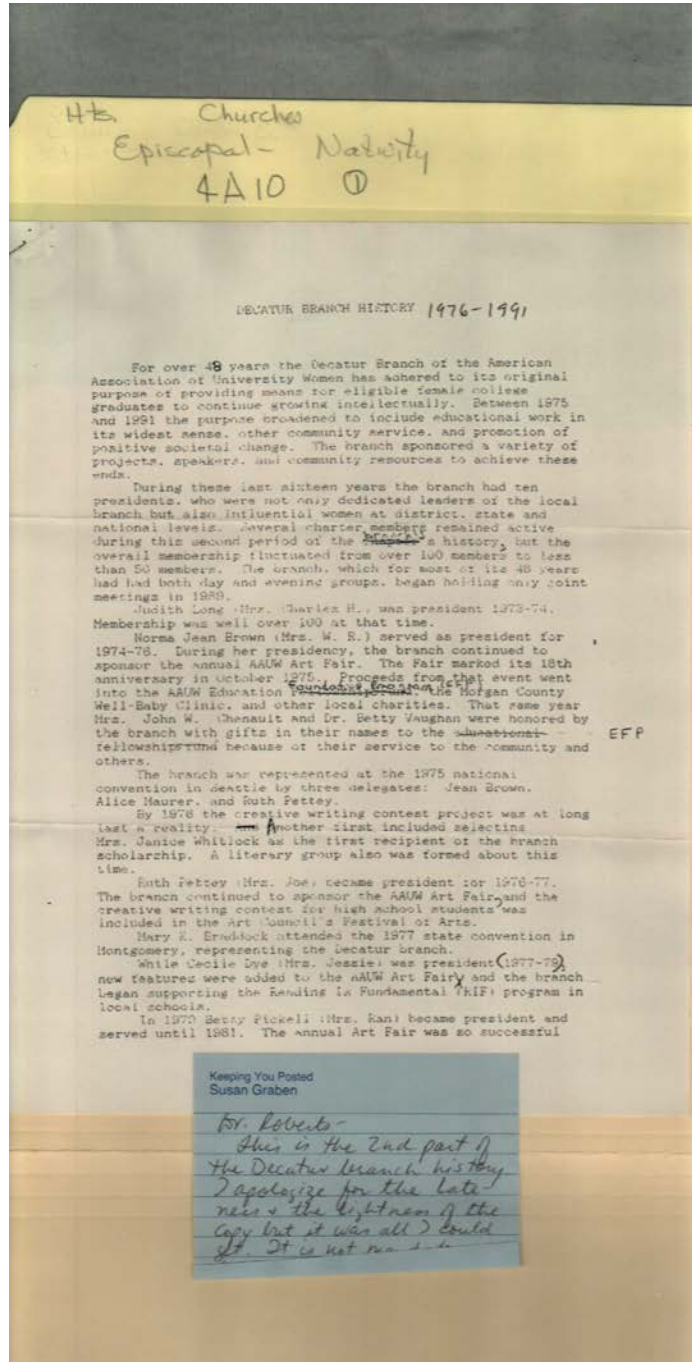 Hts. Churches
Episcopal - Nativity
4A10 ①
DECATUR BRANCH HISTORY 1976-1991
For over 48 years the Decatur Branch of the American
Association of University Women has adhered to its original
purpose of providing means for eligible female college
graduates to continue growing intellectually. Between 1975
and 1991 the purpose broadened to include educational work in
its widest sense, other community service, and promotion of
positive societal change. The branch sponsored a variety of
projects, speakers, and community resources to achieve these
ends.
During these last sixteen years the branch had ten
presidents, who were not only dedicated leaders of the local
branch but also influential women at district, state and
national levels. Several charter members remained active
during this second period of the branch's history, but the
overall membership fluctuated from over 100 members to less
than 50 members. The branch, which for most of its 48 years
had had both day and evening groups, began holding only joint
meetings in 1989.
Judith Long (Mrs. Charles H.) was president 1973-74.
Membership was well over 100 at that time.
Norma Jean Brown (Mrs. W. R.) served as president for
1974-76. During her presidency, the branch continued to
sponsor the annual AAUW Art Fair. The Fair marked its 18th
anniversary in October 1975. Proceeds from that event went
into the AAUW Education Foundation Program (EFP), the Morgan County
Well-Baby Clinic, and other local charities. That same year
Mrs. John W. Chenault and Dr. Betty Vaughan were honored by
the branch with gifts in their names to the educational EFP
fellowships fund because of their service to the community and
others.
The branch was represented at the 1975 national
convention in Seattle by three delegates: Jean Brown,
Alice Maurer, and Ruth Pettey.
By 1976 the creative writing contest project was at long
last a reality. Another first included selecting
Mrs. Janice Whitlock as the first recipient of the branch
scholarship. A literary group also was formed about this
time.
Ruth Pettey (Mrs. Joe) became president for 1976-77.
The branch continued to sponsor the AAUW Art Fair, and the
creative writing contest for high school students was
included in the Art Council's Festival of Arts.
Mary K. Braddock attended the 1977 state convention in
Montgomery, representing the Decatur branch.
While Cecile Dye (Mrs. Jessie) was president (1977-79),
new features were added to the AAUW Art Fair, and the branch
began supporting the Reading Is Fundamental (RIF) program in
local schools.
In 1979 Betty Pickell (Mrs. Ran) became president and
served until 1981. The annual Art Fair was so successful
Keeping You Posted
Susan Graben
Dr. Roberts -
This is the 2nd part of
the Decatur branch history
I apologize for the late
ness & the lightness of the
copy but it was all I could
get. It is not